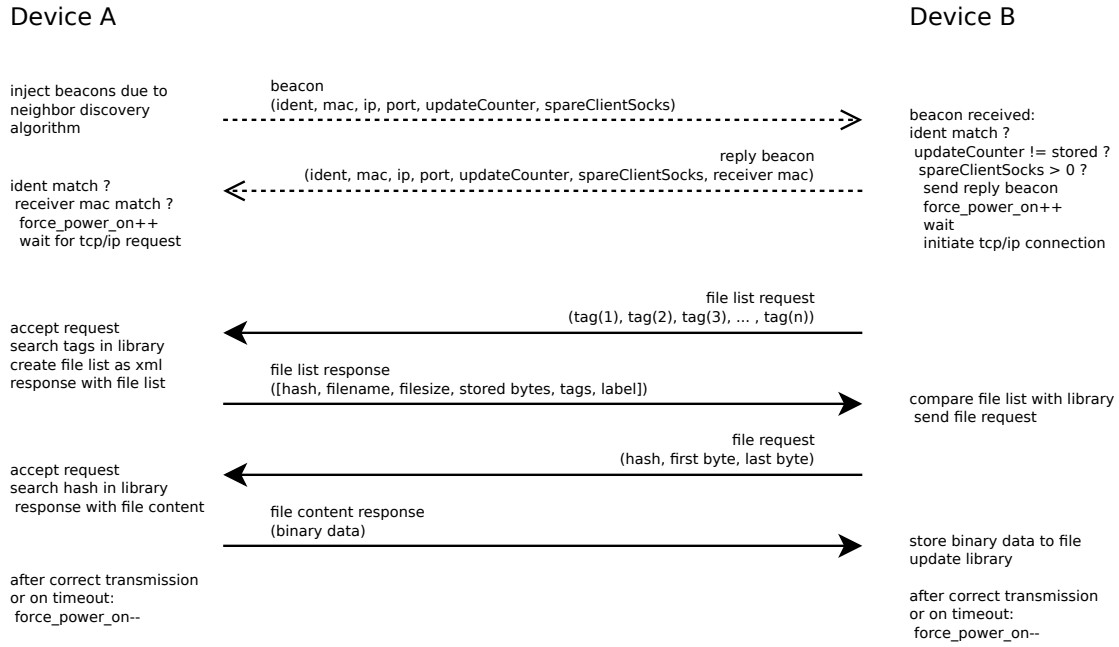 Device A
Device B
inject beacons due to
neighbor discovery
algorithm
beacon
(ident, mac, ip, port, updateCounter, spareClientSocks)
beacon received:
ident match ?
updateCounter != stored ?
spareClientSocks > 0 ?
send reply beacon
force_power_on++
wait
initiate tcp/ip connection
reply beacon
(ident, mac, ip, port, updateCounter, spareClientSocks, receiver mac)
ident match ?
receiver mac match ?
force_power_on++
wait for tcp/ip request
file list request
(tag(1), tag(2), tag(3), ... , tag(n))
accept request
search tags in library
create file list as xml
response with file list
file list response
([hash, filename, filesize, stored bytes, tags, label])
compare file list with library
send file request
file request
(hash, first byte, last byte)
accept request
search hash in library
response with file content
file content response
(binary data)
store binary data to file
update library
after correct transmission
or on timeout:
force_power_on--
after correct transmission
or on timeout:
force_power_on--